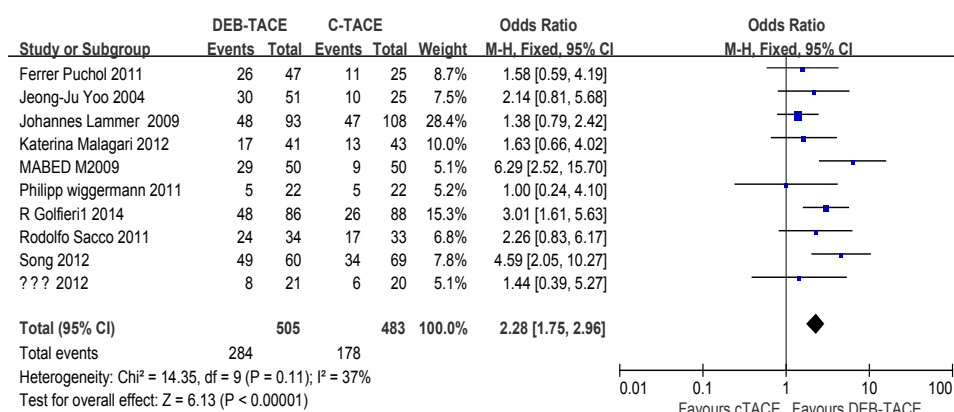 DEB-TACE C-TACE Odds Ratio Odds Ratio
Study or Subgroup Events Total Events Total Weight M-H, Fixed, 95% CI M-H, Fixed, 95% CI
Ferrer Puchol 2011 26 47 11 25 8.7% 1.58 [0.59, 4.19]
Jeong-Ju Yoo 2004 30 51 10 25 7.5% 2.14 [0.81, 5.68]
Johannes Lammer 2009 48 93 47 108 28.4% 1.38 [0.79, 2.42]
Katerina Malagari 2012 17 41 13 43 10.0% 1.63 [0.66, 4.02]
MABED M2009 29 50 9 50 5.1% 6.29 [2.52, 15.70]
Philipp wiggermann 2011 5 22 5 22 5.2% 1.00 [0.24, 4.10]
R Golfieri1 2014 48 86 26 88 15.3% 3.01 [1.61, 5.63]
Rodolfo Sacco 2011 24 34 17 33 6.8% 2.26 [0.83, 6.17]
Song 2012 49 60 34 69 7.8% 4.59 [2.05, 10.27]
? ? ? 2012 8 21 6 20 5.1% 1.44 [0.39, 5.27]
Total (95% CI) 505 483 100.0% 2.28 [1.75, 2.96]
Total events 284 178
Heterogeneity: Chi² = 14.35, df = 9 (P = 0.11); I² = 37%
Test for overall effect: Z = 6.13 (P < 0.00001)
0.01 0.1 1 10 100
Favours cTACE Favours DEB-TACE